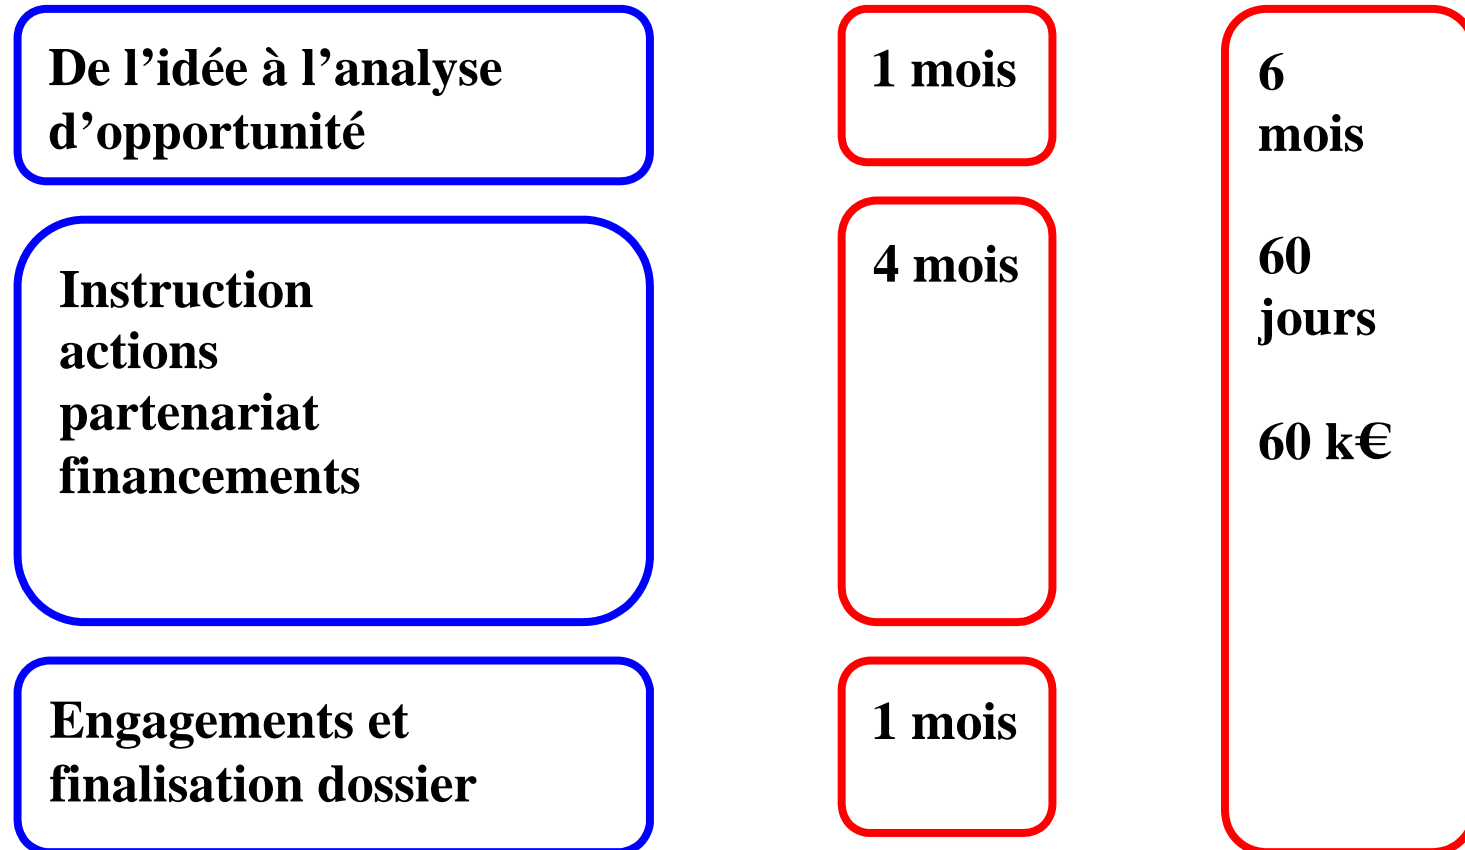 De l’idée à l’analyse
d’opportunité
1 mois
Instruction
actions
partenariat
financements
4 mois
Engagements et
finalisation dossier
1 mois
6
mois
60
jours
60 k€